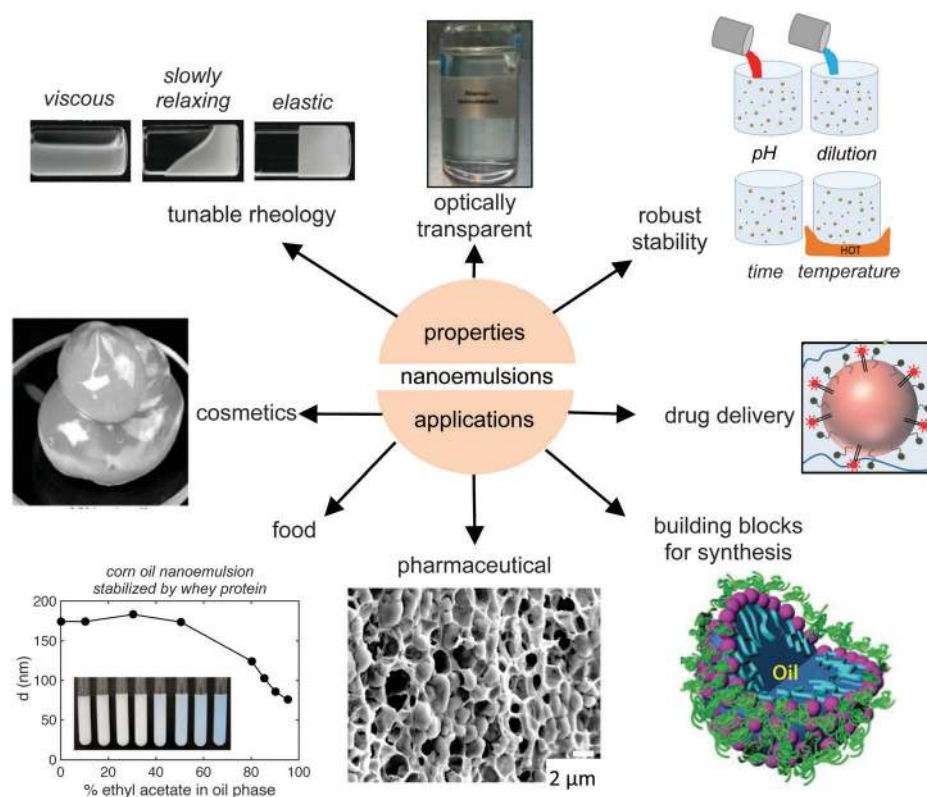 viscous
slowly
relaxing
elastic
tunable rheology
optically
transparent
robust
stability
pH
dilution
time
temperature
HOT
properties
nanoemulsions
applications
cosmetics
drug delivery
food
pharmaceutical
building blocks
for synthesis
corn oil nanoemulsion
stabilized by whey protein
200
150
100
50
0
d (nm)
0 20 40 60 80 100
% ethyl acetate in oil phase
2 μm
Oil